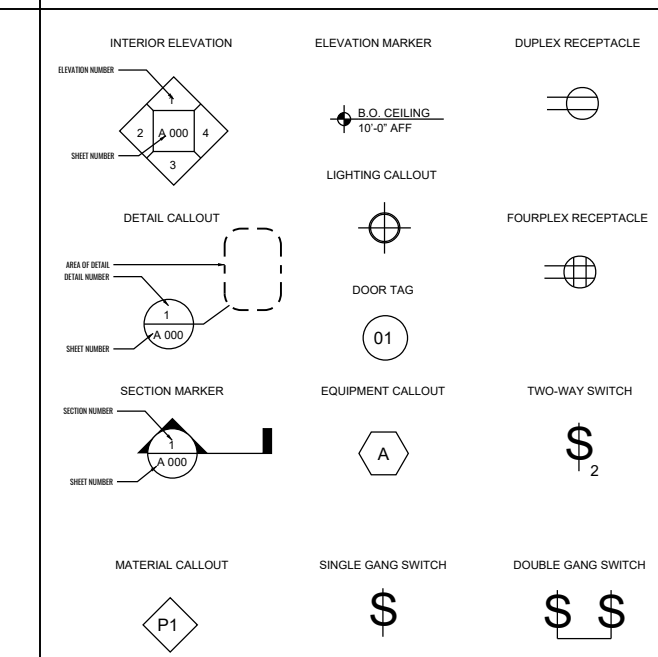 INTERIOR ELEVATION
ELEVATION NUMBER
1
2
A 000
4
SHEET NUMBER
3
ELEVATION MARKER
B.O. CEILING
10'-0" AFF
DUPLEX RECEPTACLE
LIGHTING CALLOUT
DETAIL CALLOUT
AREA OF DETAIL
DETAIL NUMBER
1
A 000
SHEET NUMBER
FOURPLEX RECEPTACLE
DOOR TAG
01
SECTION MARKER
SECTION NUMBER
1
A 000
SHEET NUMBER
EQUIPMENT CALLOUT
A
TWO-WAY SWITCH
$2
MATERIAL CALLOUT
P1
SINGLE GANG SWITCH
$
DOUBLE GANG SWITCH
$ $